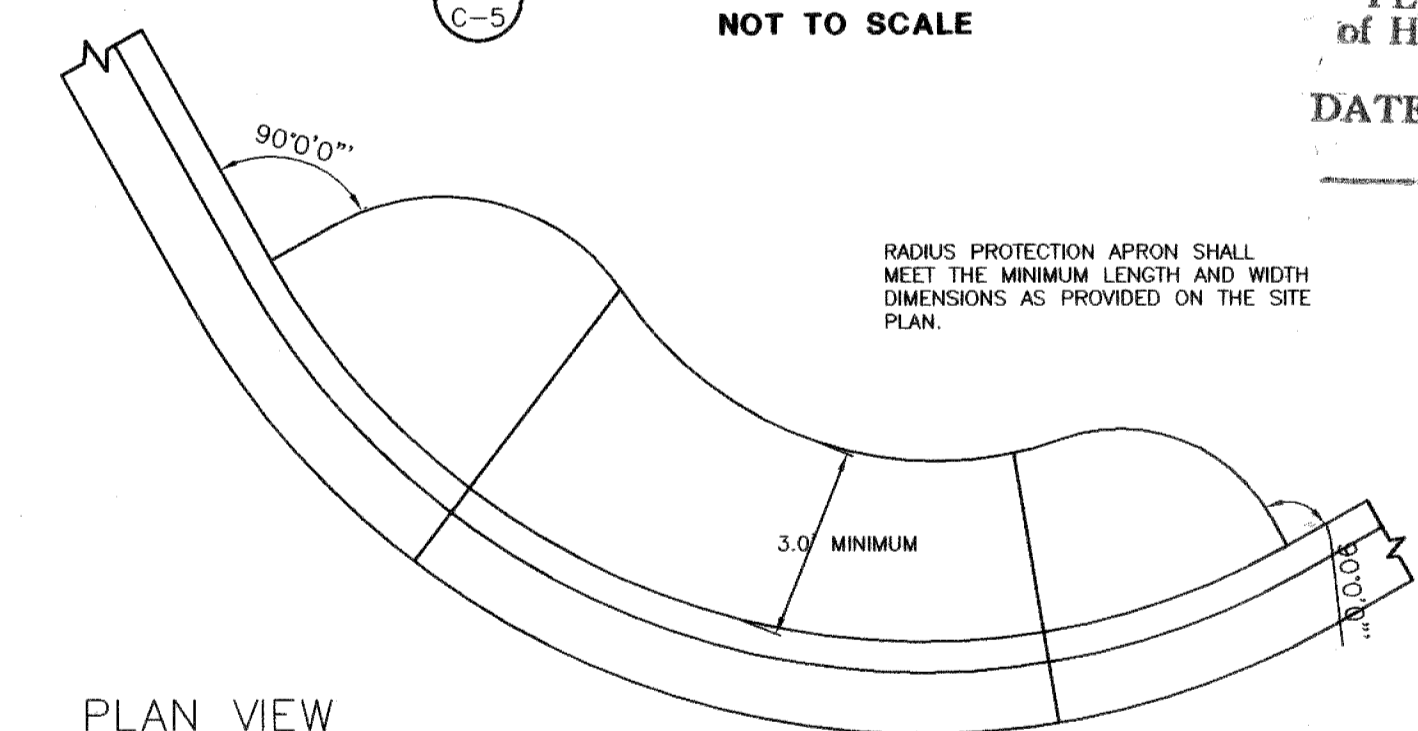 C-5
NOT TO SCALE
of H
DATE
90°0'0"'
RADIUS PROTECTION APRON SHALL
MEET THE MINIMUM LENGTH AND WIDTH
DIMENSIONS AS PROVIDED ON THE SITE
PLAN.
3.0' MINIMUM
90°0'0"'
PLAN VIEW